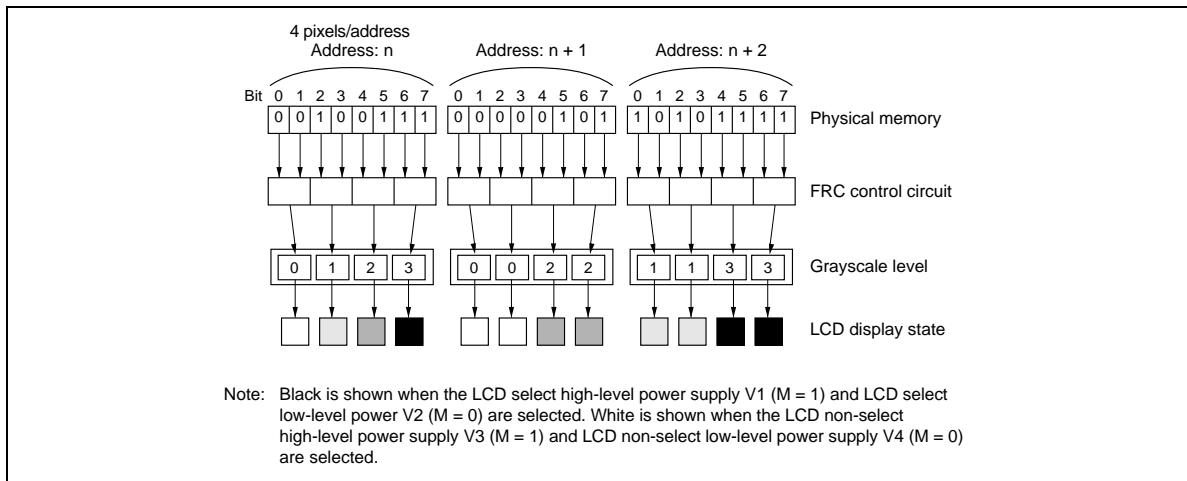 4 pixels/address
Address: n
Address: n + 1
Address: n + 2
Bit 0 1 2 3 4 5 6 7 0 1 2 3 4 5 6 7 0 1 2 3 4 5 6 7
0 0 1 0 0 1 1 1 0 0 0 0 0 1 0 1 1 0 1 0 1 1 1 1 Physical memory
FRC control circuit
0 1 2 3 0 0 2 2 1 1 3 3 Grayscale level
LCD display state
Note: Black is shown when the LCD select high-level power supply V1 (M = 1) and LCD select
low-level power V2 (M = 0) are selected. White is shown when the LCD non-select
high-level power supply V3 (M = 1) and LCD non-select low-level power supply V4 (M = 0)
are selected.